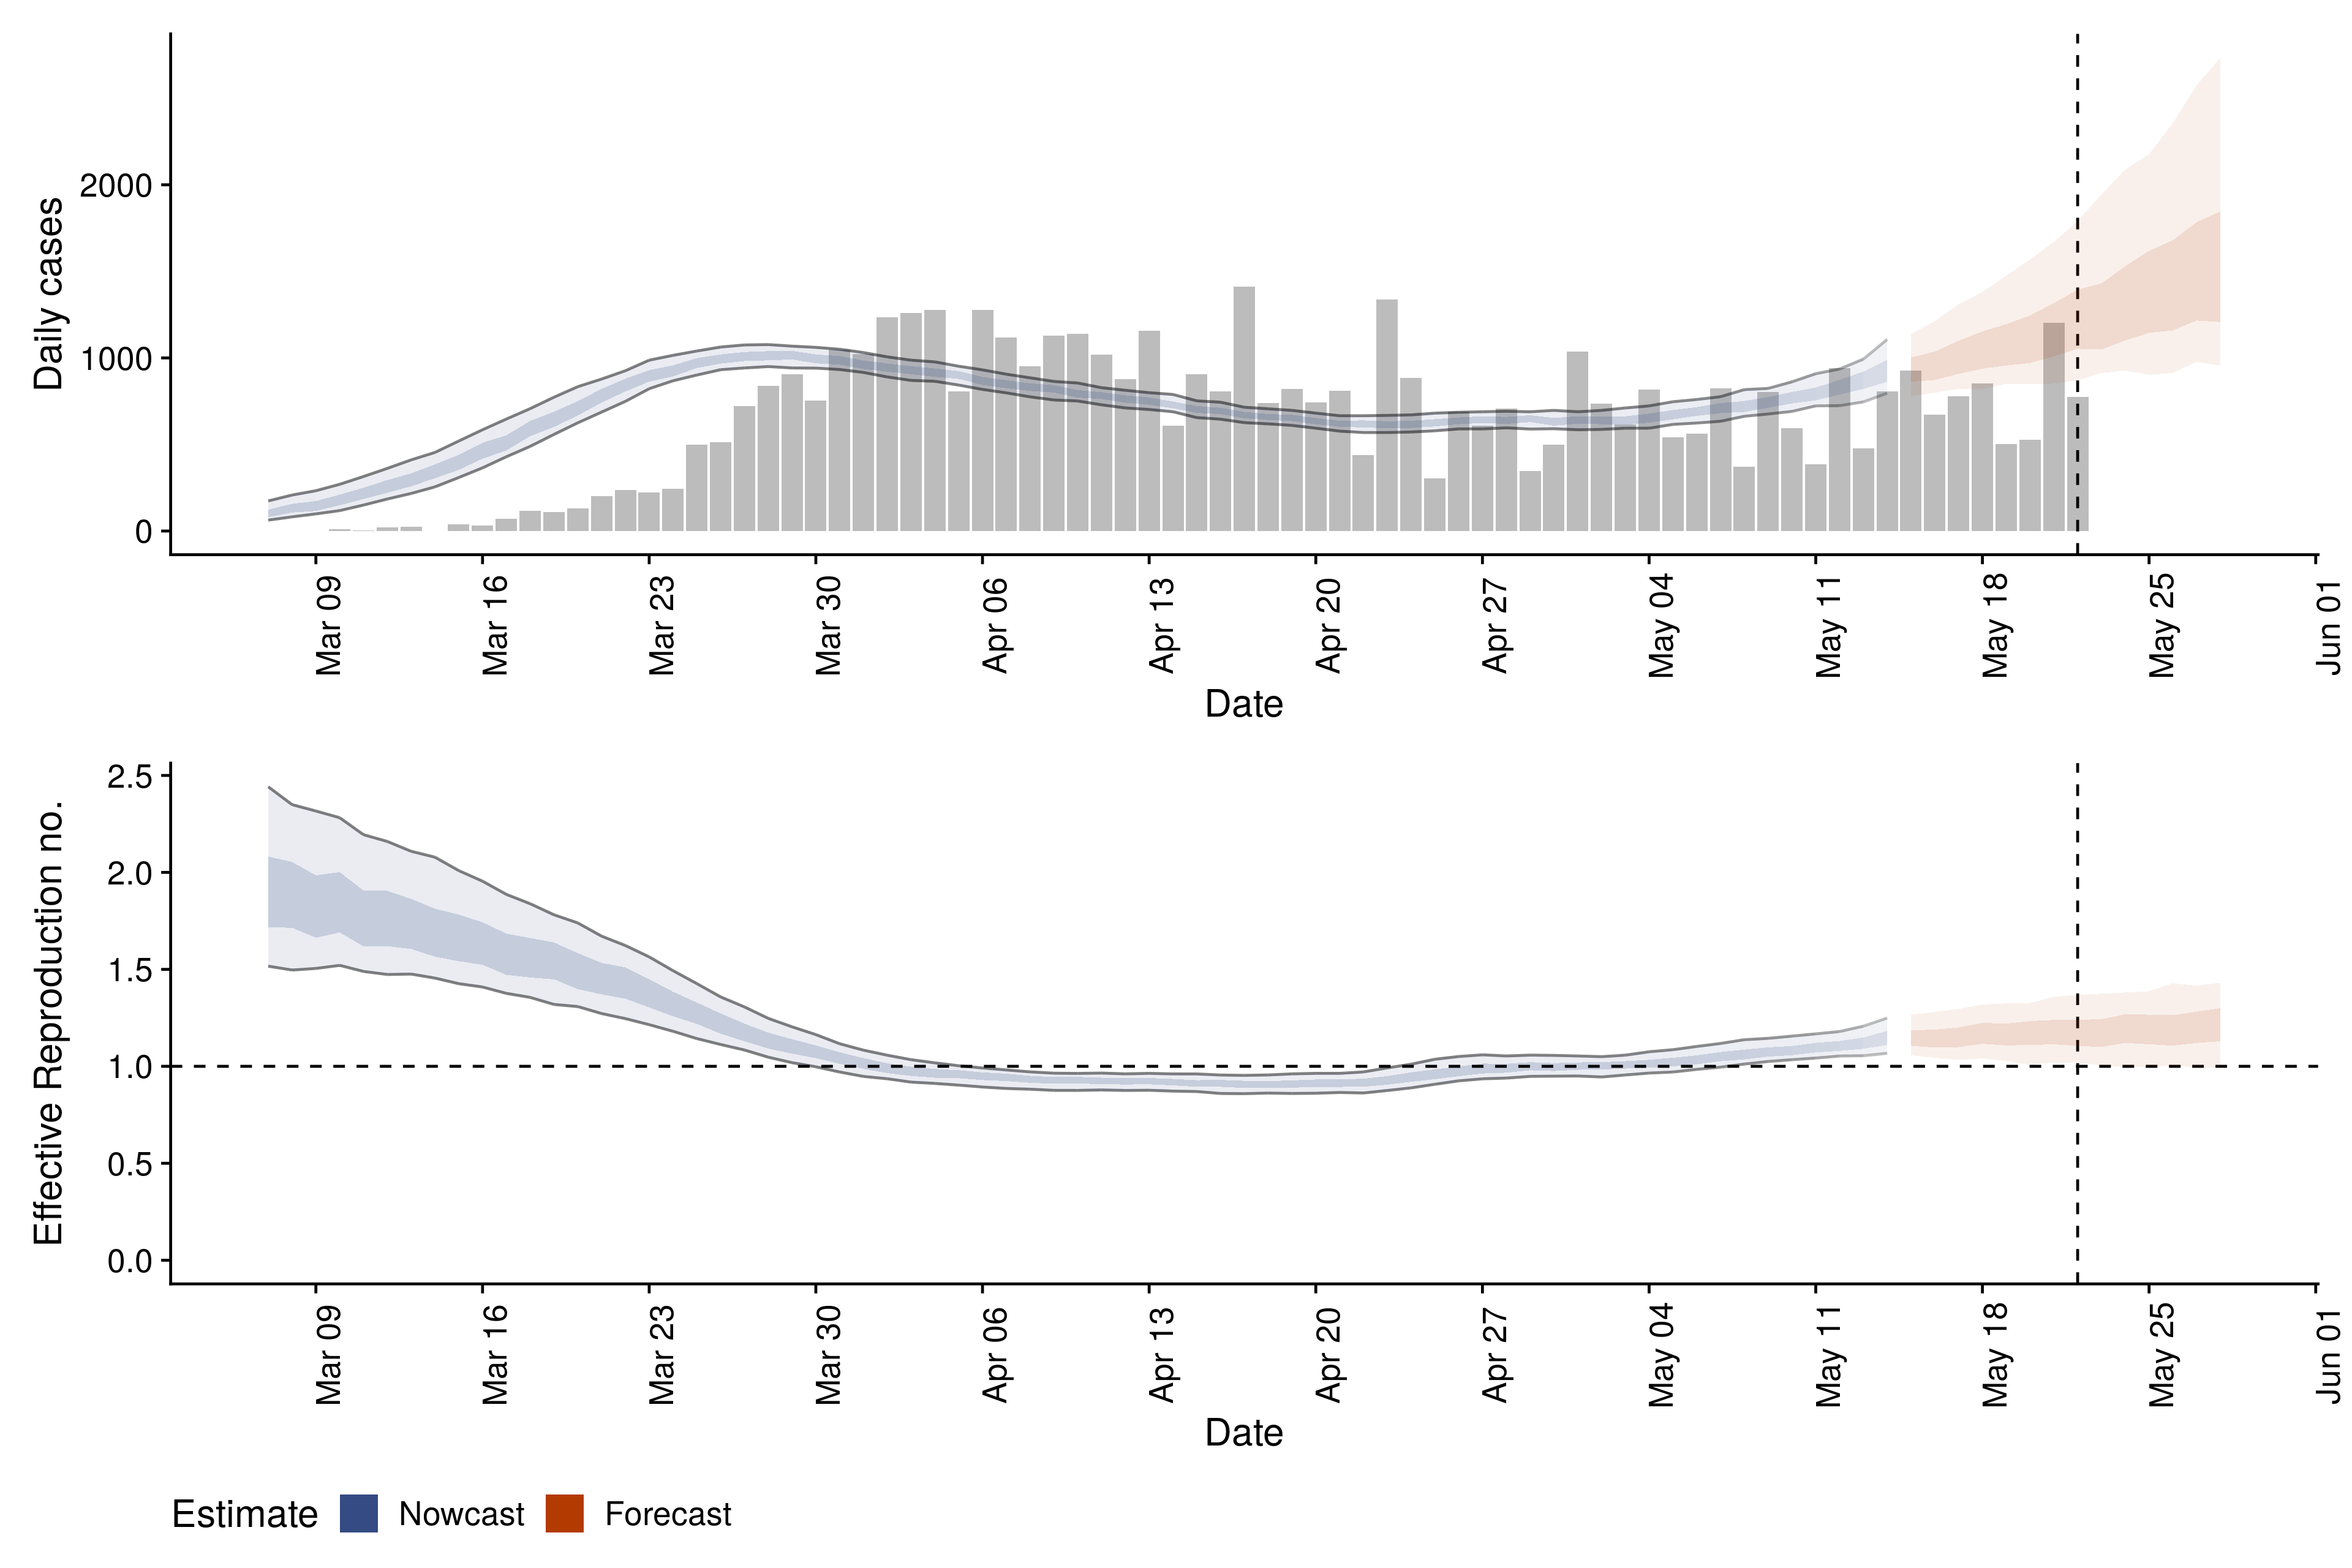 Daily cases
2000
1000
0
Mar 09
Mar 16
Mar 23
Mar 30
Apr 06
Apr 13
Apr 20
Apr 27
May 04
May 11
May 18
May 25
Jun 01
Date
Effective Reproduction no.
2.5
2.0
1.5
1.0
0.5
0.0
Mar 09
Mar 16
Mar 23
Mar 30
Apr 06
Apr 13
Apr 20
Apr 27
May 04
May 11
May 18
May 25
Jun 01
Date
Estimate Nowcast Forecast